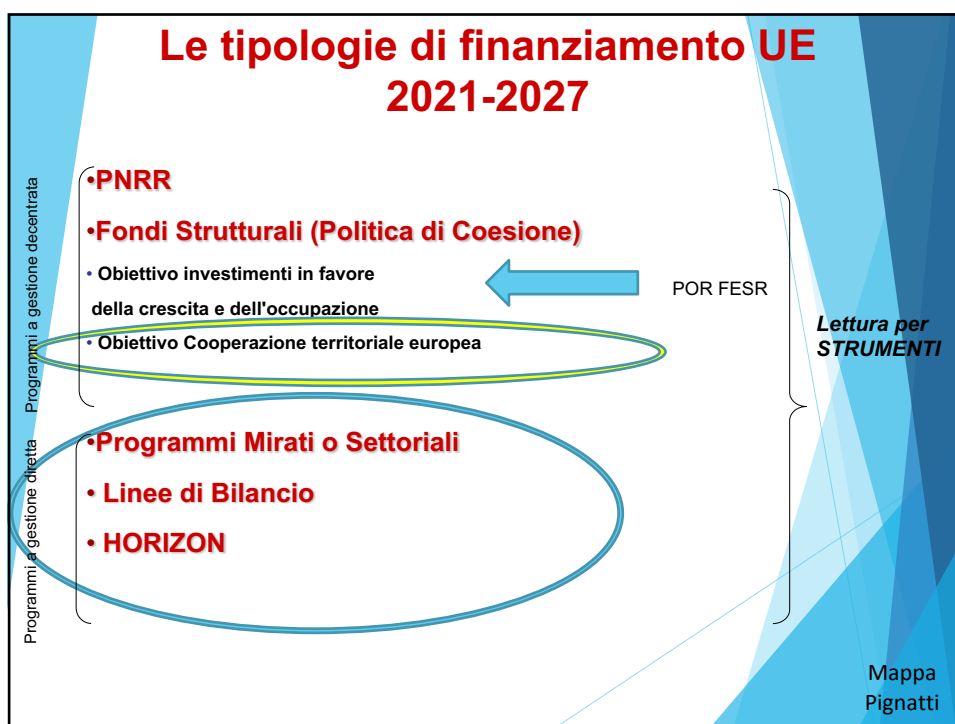 Le tipologie di finanziamento UE
2021-2027
Programmi a gestione decentrata
•PNRR
•Fondi Strutturali (Politica di Coesione)
• Obiettivo investimenti in favore
della crescita e dell'occupazione
• Obiettivo Cooperazione territoriale europea
POR FESR
Lettura per
STRUMENTI
Programmi a gestione diretta
•Programmi Mirati o Settoriali
• Linee di Bilancio
• HORIZON
Mappa
Pignatti